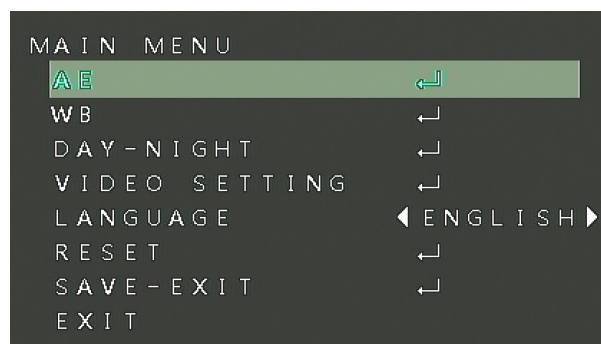 MAIN MENU
AE ↵
WB ↵
DAY-NIGHT ↵
VIDEO SETTING ↵
LANGUAGE ◀ENGLISH▶
RESET ↵
SAVE-EXIT ↵
EXIT